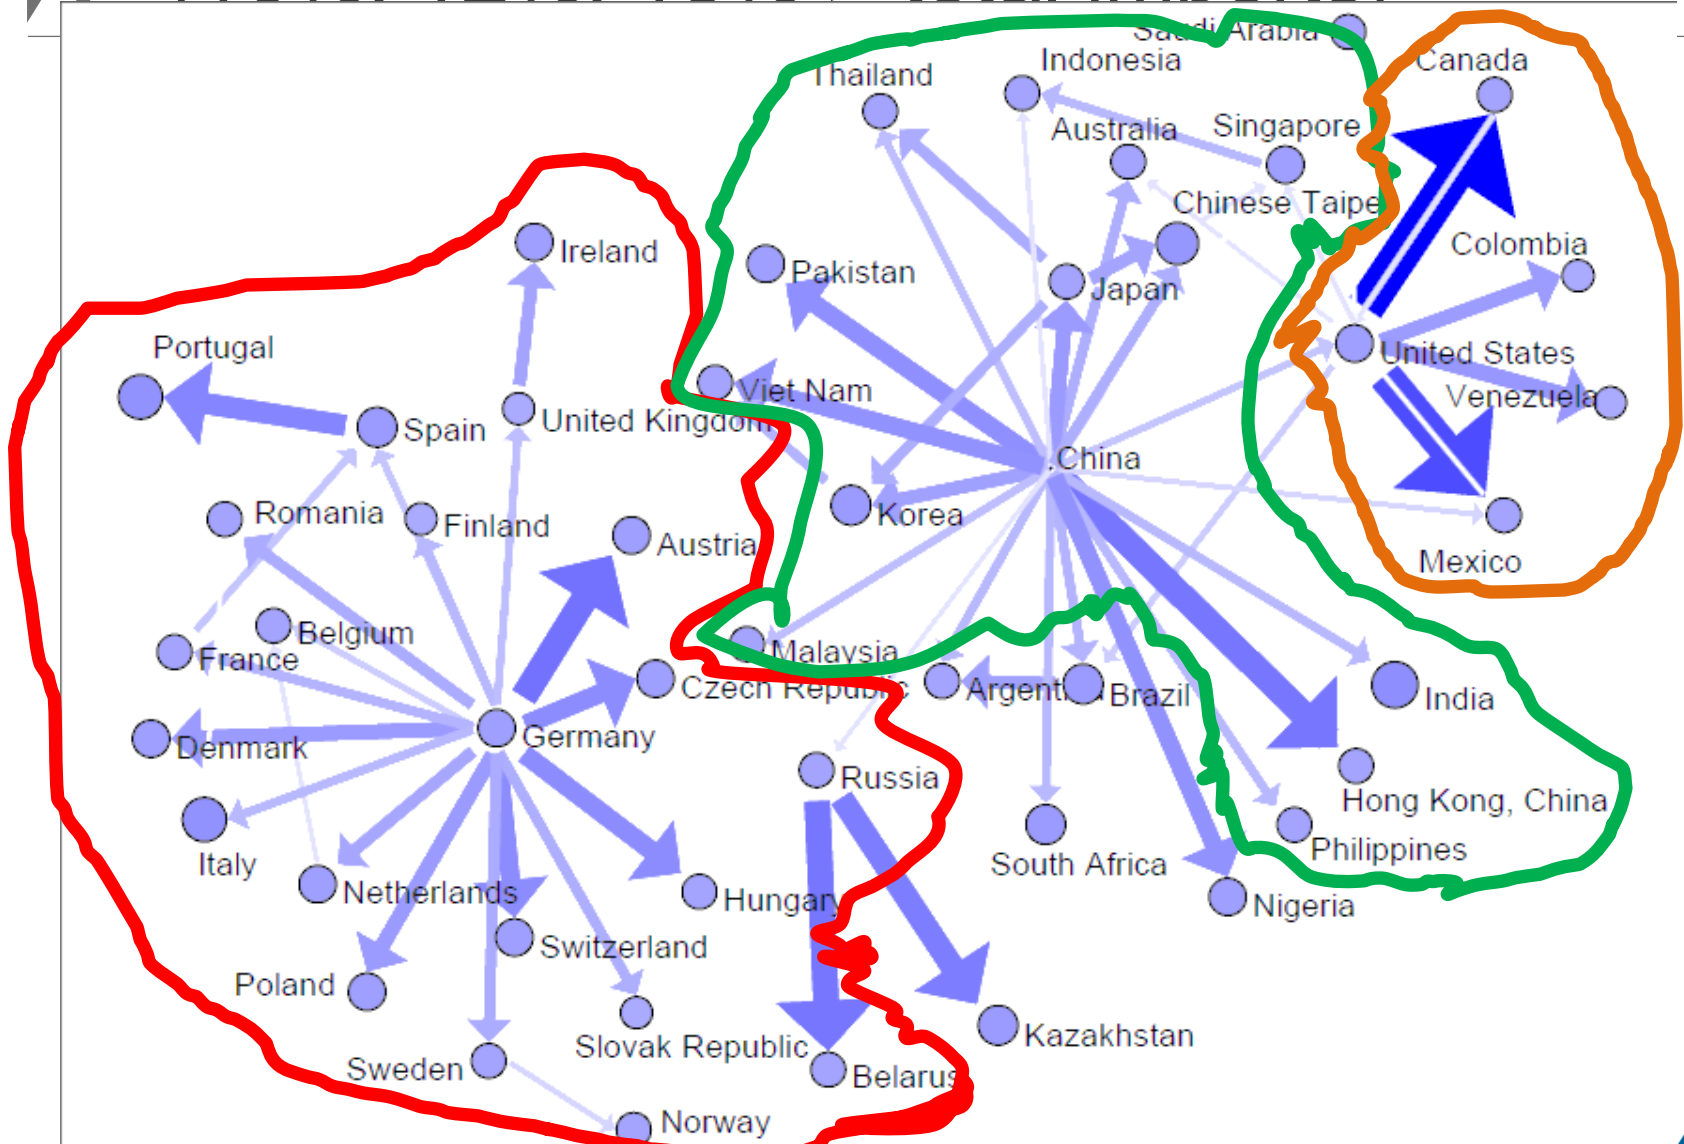 Saudi Arabia
Indonesia
Canada
Thailand
Australia
Singapore
Chinese Taipe
Ireland
Colombia
Pakistan
Japan
Portugal
United States
Viet Nam
Venezuela
Spain
United Kingdom
China
Romania
Finland
Korea
Austria
Mexico
Belgium
France
Malaysia
Czech Republic
Argent
Brazil
India
Denmark
Germany
Russia
Hong Kong, China
Italy
South Africa
Philippines
Netherlands
Hungary
Nigeria
Switzerland
Poland
Kazakhstan
Slovak Republic
Sweden
Belarus
Norway